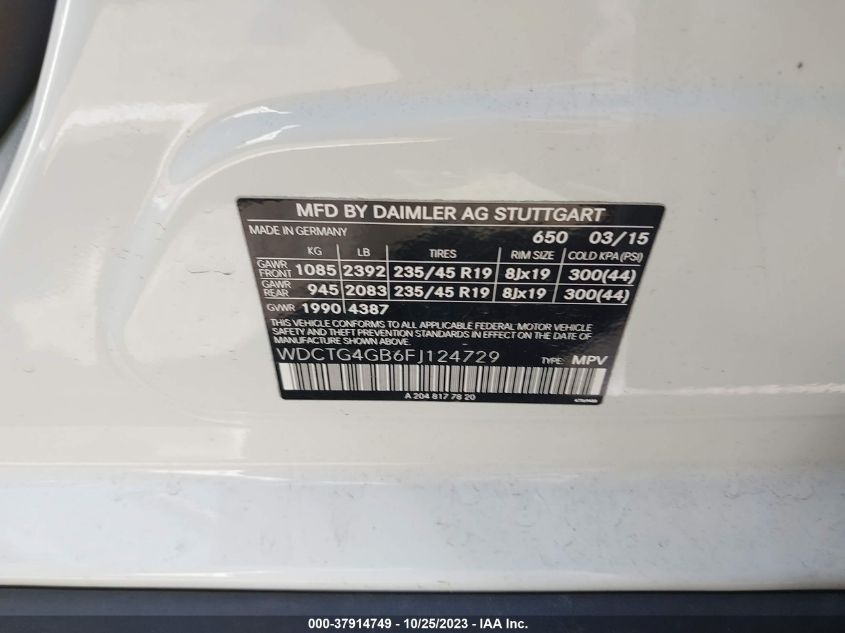 MFD BY DAIMLER AG STUTTGART
MADE IN GERMANY 650 03/15
KG LB TIRES RIM SIZE COLD KPA (PSI)
GAWR FRONT 1085 2392 235/45 R19 8Jx19 300(44)
GAWR REAR 945 2083 235/45 R19 8Jx19 300(44)
GVWR 1990 4387
THIS VEHICLE CONFORMS TO ALL APPLICABLE FEDERAL MOTOR VEHICLE
SAFETY AND THEFT PREVENTION STANDARDS IN EFFECT ON THE DATE
OF MANUFACTURE SHOWN ABOVE.
WDCTG4GB6FJ124729 TYPE: MPV
A 204 817 78 20
000-37914749 - 10/25/2023 - IAA Inc.